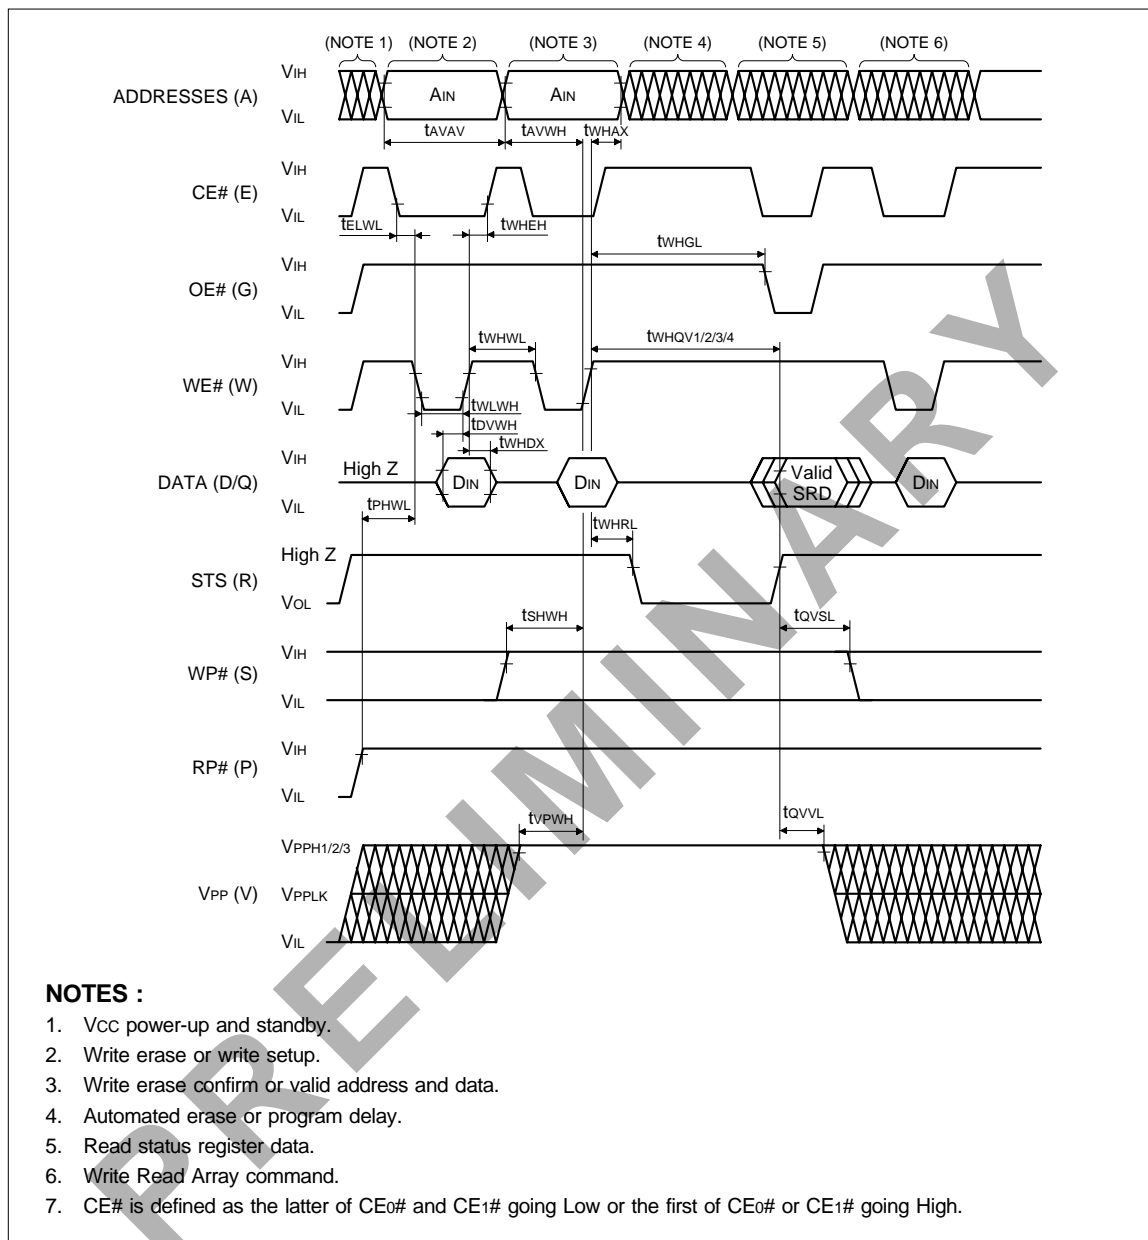 (NOTE 1) (NOTE 2) (NOTE 3) (NOTE 4) (NOTE 5) (NOTE 6)
VIH
ADDRESSES (A)
AIN AIN
VIL
tAVAV tAVWH tWHAX
VIH
CE# (E)
VIL
tELWL tWHEH
tWHGL
VIH
OE# (G)
VIL
tWHWL tWHQV1/2/3/4
VIH
WE# (W)
VIL
tWLWH
tDVWH
tWHDX
VIH
High Z
DATA (D/Q)
DIN DIN Valid SRD DIN
VIL
tPHWL
tWHRL
High Z
STS (R)
VOL
tSHWH tQVSL
VIH
WP# (S)
VIL
VIH
RP# (P)
VIL
tVPWH tQVVL
VPPH1/2/3
VPP (V) VPPLK
VIL
NOTES :
1. VCC power-up and standby.
2. Write erase or write setup.
3. Write erase confirm or valid address and data.
4. Automated erase or program delay.
5. Read status register data.
6. Write Read Array command.
7. CE# is defined as the latter of CE0# and CE1# going Low or the first of CE0# or CE1# going High.
PRELIMINARY